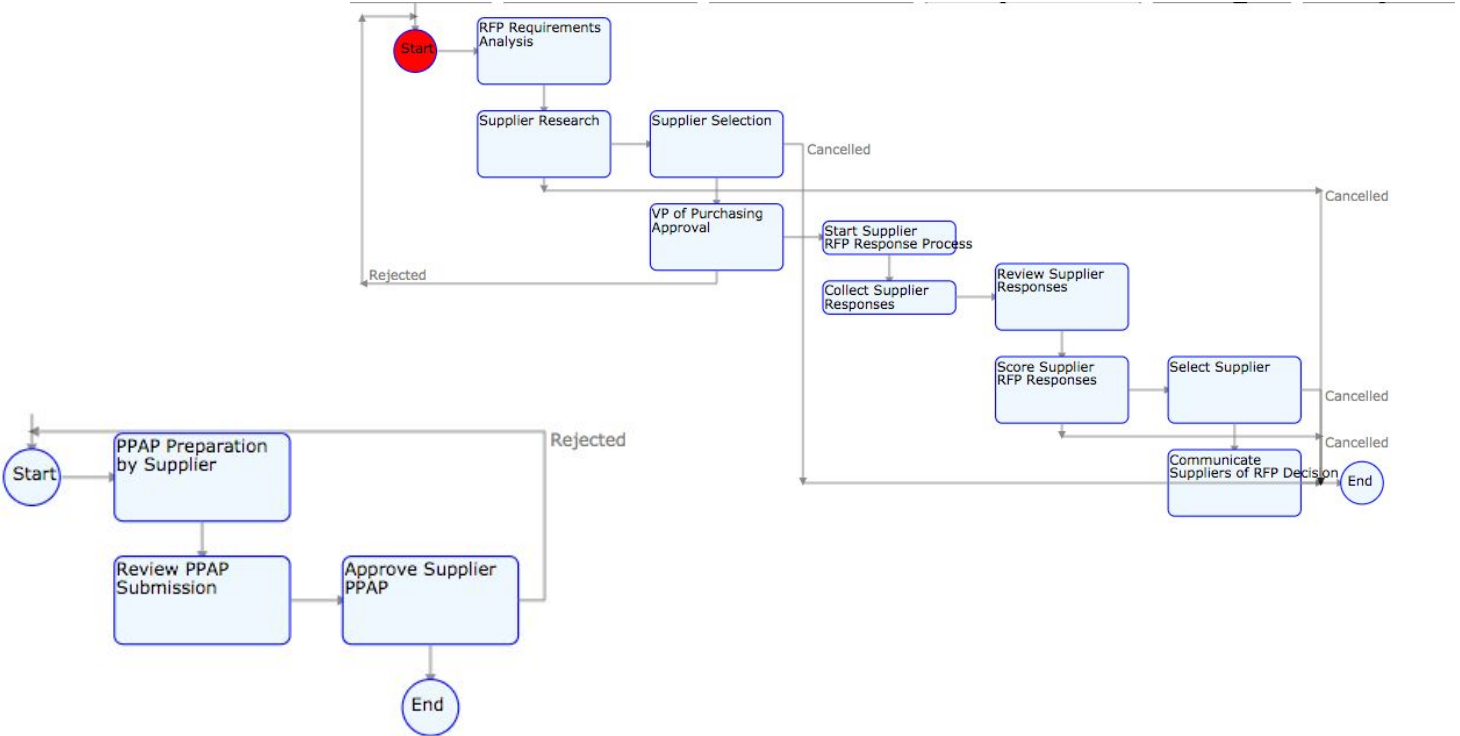 Start
RFP Requirements
Analysis
Supplier Research
Supplier Selection
Cancelled
Cancelled
VP of Purchasing
Approval
Rejected
Start Supplier
RFP Response Process
Collect Supplier
Responses
Review Supplier
Responses
Score Supplier
RFP Responses
Select Supplier
Cancelled
Cancelled
Communicate
Suppliers of RFP Decision
End
Start
PPAP Preparation
by Supplier
Rejected
Review PPAP
Submission
Approve Supplier
PPAP
End